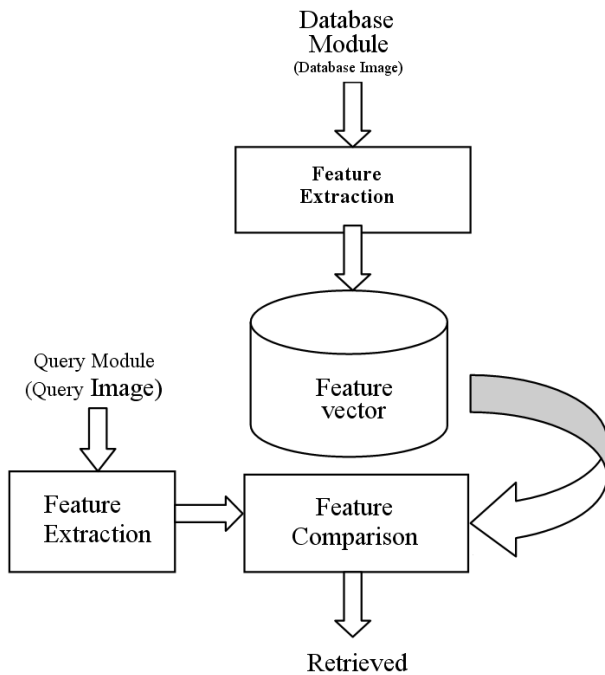 Database
Module
(Database Image)
Feature
Extraction
Feature
vector
Query Module
(Query Image)
Feature
Extraction
Feature
Comparison
Retrieved